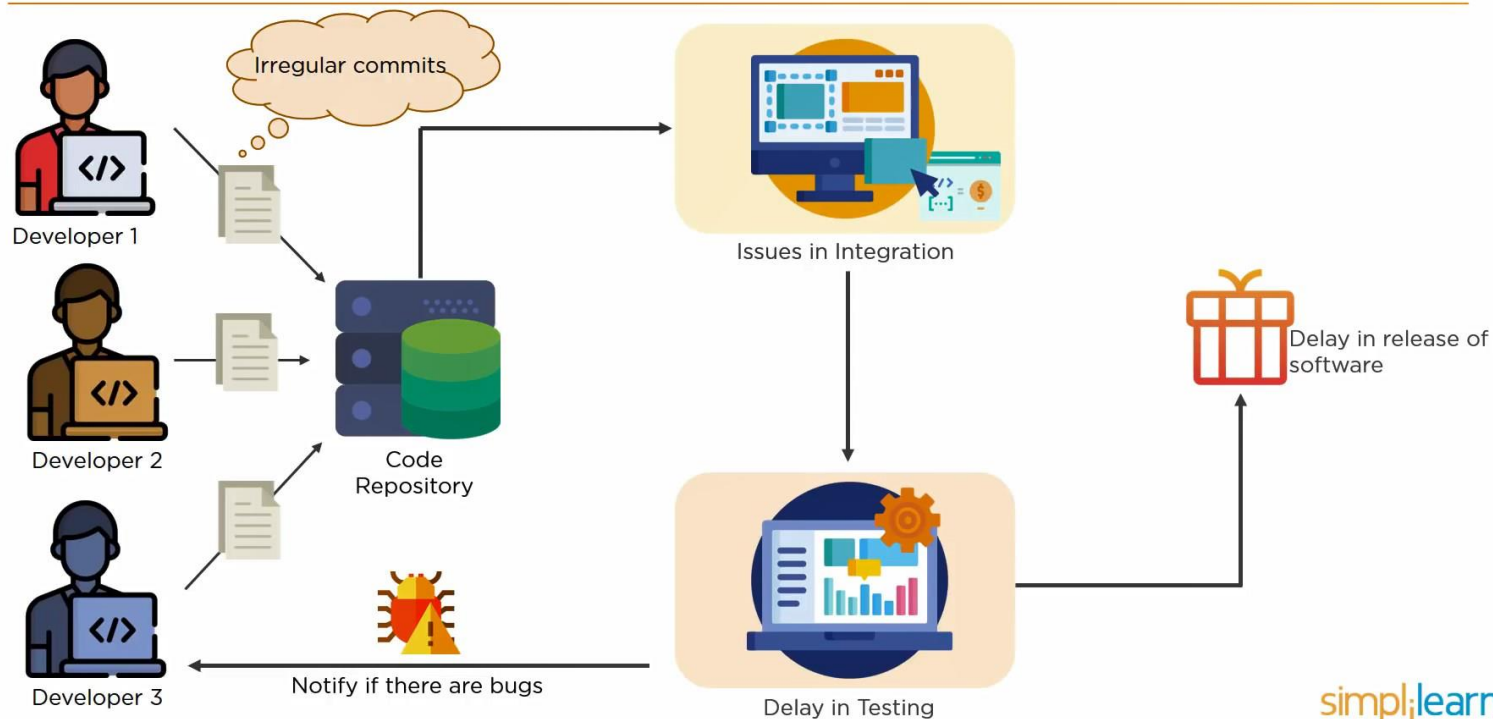 Irregular commits
Developer 1
Issues in Integration
Delay in release of
software
Developer 2
Code
Repository
Notify if there are bugs
Developer 3
Delay in Testing
simplilearn